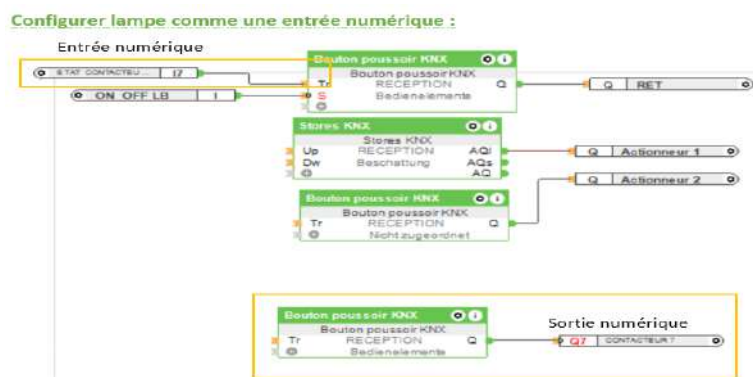 Configurer lampe comme une entrée numérique :
Entrée numérique
ETAT CONTACTEU... I7
ON OFF LB I
Bouton poussoir KNX
Bouton poussoir KNX
Tr RECEPTION Q
S Bedienelemente
Q RET
Stores KNX
Stores KNX
Up RECEPTION AQl
Dw Beschattung AQs
AQ
Q Actionneur 1
Q Actionneur 2
Bouton poussoir KNX
Bouton poussoir KNX
Tr RECEPTION Q
Nicht zugeordnet
Bouton poussoir KNX
Bouton poussoir KNX
Tr RECEPTION Q
Bedienelemente
Sortie numérique
Q7 CONTACTEUR 7